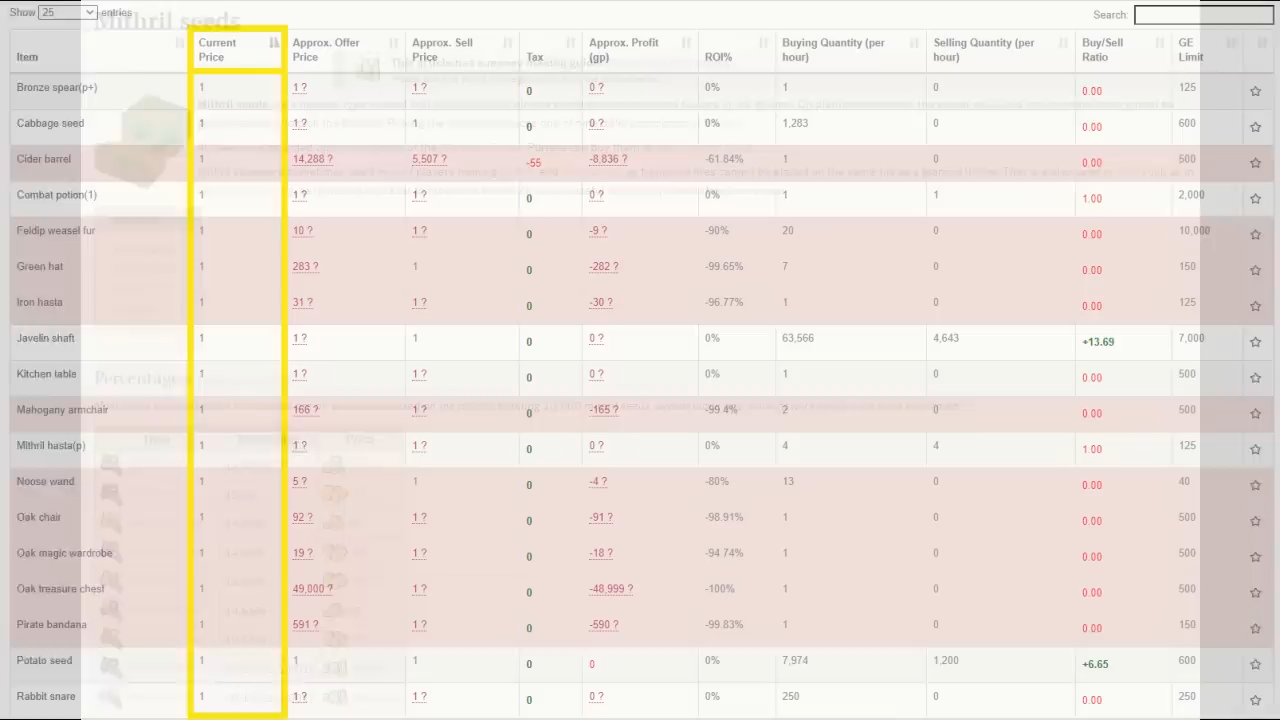 Show 25 entries
Mithril seeds
Search:
Item Current Price Approx. Offer Price Approx. Sell Price Tax Approx. Profit (gp) ROI% Buying Quantity (per hour) Selling Quantity (per hour) Buy/Sell Ratio GE Limit
Bronze spear(p+) 1 1 ? 1 ? 0 0 ? 0% 1 0 0.00 125
Cabbage seed 1 1 ? 1 ? 0 0 ? 0% 1,283 0 0.00 600
Cider barrel 1 14,288 ? 5,507 ? -55 -8,836 ? -61.84% 1 0 0.00 500
Combat potion(1) 1 1 ? 1 ? 0 0 ? 0% 1 1 1.00 2,000
Feldip weasel fur 1 10 ? 1 ? 0 -9 ? -90% 20 0 0.00 10,000
Green hat 1 283 ? 1 0 -282 ? -99.65% 7 0 0.00 150
Iron hasta 1 31 ? 1 ? 0 -30 ? -96.77% 1 0 0.00 125
Javelin shaft 1 1 ? 1 0 0 ? 0% 63,566 4,643 +13.69 7,000
Kitchen table 1 1 ? 1 ? 0 0 ? 0% 1 0 0.00 500
Percentage
Mahogany armchair 1 166 ? 1 ? 0 -165 ? -99.4% 1 0 0.00 500
Mithril hasta(p) 1 1 ? 1 ? 0 0 ? 0% 4 4 1.00 125
Noose wand 1 5 ? 1 0 -4 ? -80% 13 0 0.00 40
Oak chair 1 92 ? 1 ? 0 -91 ? -98.91% 1 0 0.00 500
Oak magic wardrobe 1 19 ? 1 ? 0 -18 ? -94.74% 1 0 0.00 500
Oak treasure chest 1 49,000 ? 1 ? 0 -48,999 ? -100% 1 0 0.00 500
Pirate bandana 1 591 ? 1 ? 0 -590 ? -99.83% 1 0 0.00 150
Potato seed 1 1 1 0 0 0% 7,974 1,200 +6.65 600
Rabbit snare 1 1 ? 1 ? 0 0 ? 0% 250 0 0.00 250